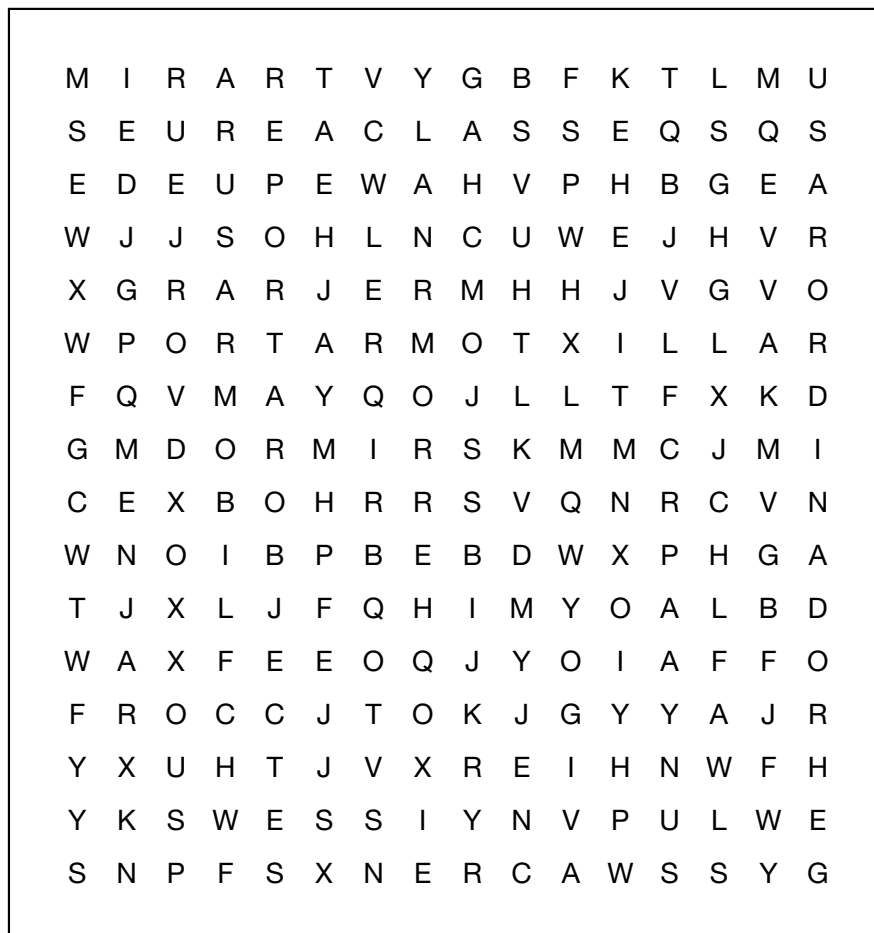 M I R A R T V Y G B F K T L M U
S E U R E A C L A S S E Q S Q S
E D E U P E W A H V P H B G E A
W J J S O H L N C U W E J H V R
X G R A R J E R M H H J V G V O
W P O R T A R M O T X I L L A R
F Q V M A Y Q O J L L T F X K D
G M D O R M I R S K M M C J M I
C E X B O H R R S V Q N R C V N
W N O I B P B E B D W X P H G A
T J X L J F Q H I M Y O A L B D
W A X F E E O Q J Y O I A F F O
F R O C C J T O K J G Y Y A J R
Y X U H T J V X R E I H N W F H
Y K S W E S S I Y N V P U L W E
S N P F S X N E R C A W S S Y G